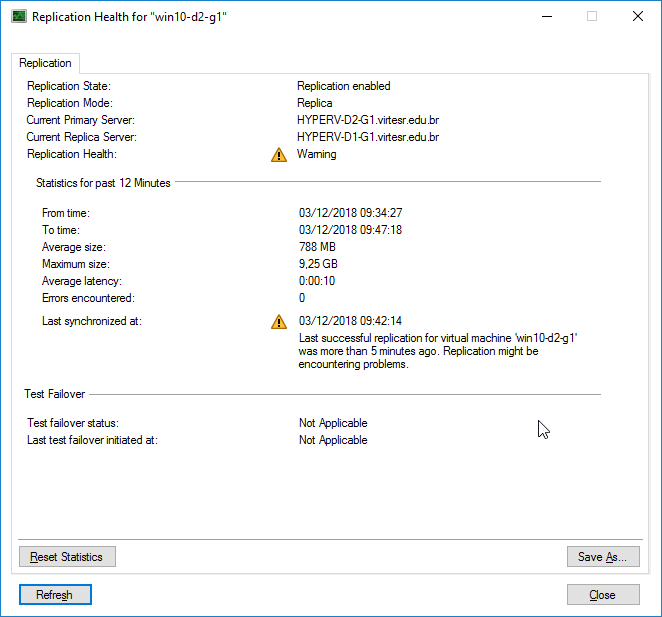 Replication Health for "win10-d2-g1"
Replication
Replication State: Replication enabled
Replication Mode: Replica
Current Primary Server: HYPERV-D2-G1.virtesr.edu.br
Current Replica Server: HYPERV-D1-G1.virtesr.edu.br
Replication Health: Warning
Statistics for past 12 Minutes
From time: 03/12/2018 09:34:27
To time: 03/12/2018 09:47:18
Average size: 788 MB
Maximum size: 9,25 GB
Average latency: 0:00:10
Errors encountered: 0
Last synchronized at: 03/12/2018 09:42:14
Last successful replication for virtual machine 'win10-d2-g1'
was more than 5 minutes ago. Replication might be
encountering problems.
Test Failover
Test failover status: Not Applicable
Last test failover initiated at: Not Applicable
Reset Statistics Save As...
Refresh Close